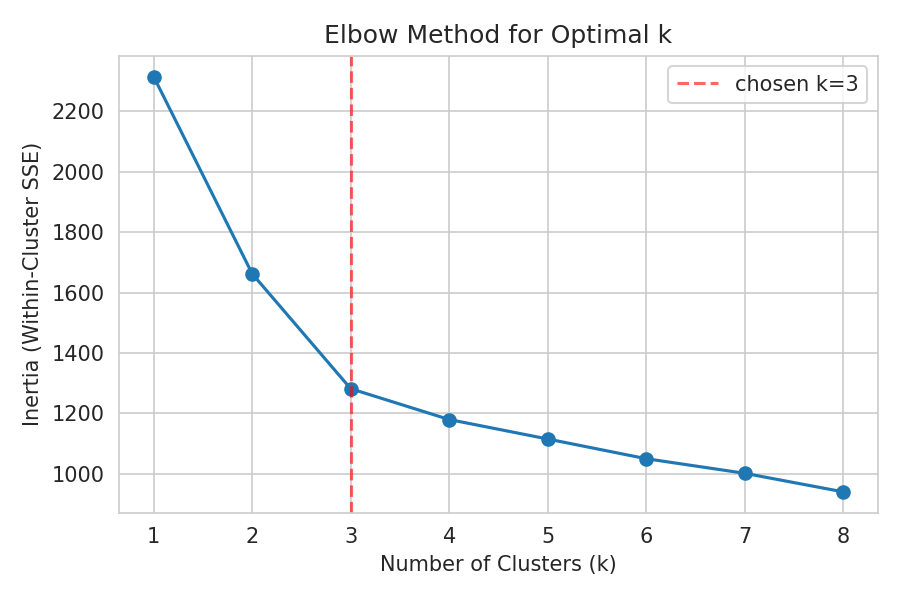 Elbow Method for Optimal k
chosen k=3
Inertia (Within-Cluster SSE)
2200
2000
1800
1600
1400
1200
1000
1 2 3 4 5 6 7 8
Number of Clusters (k)